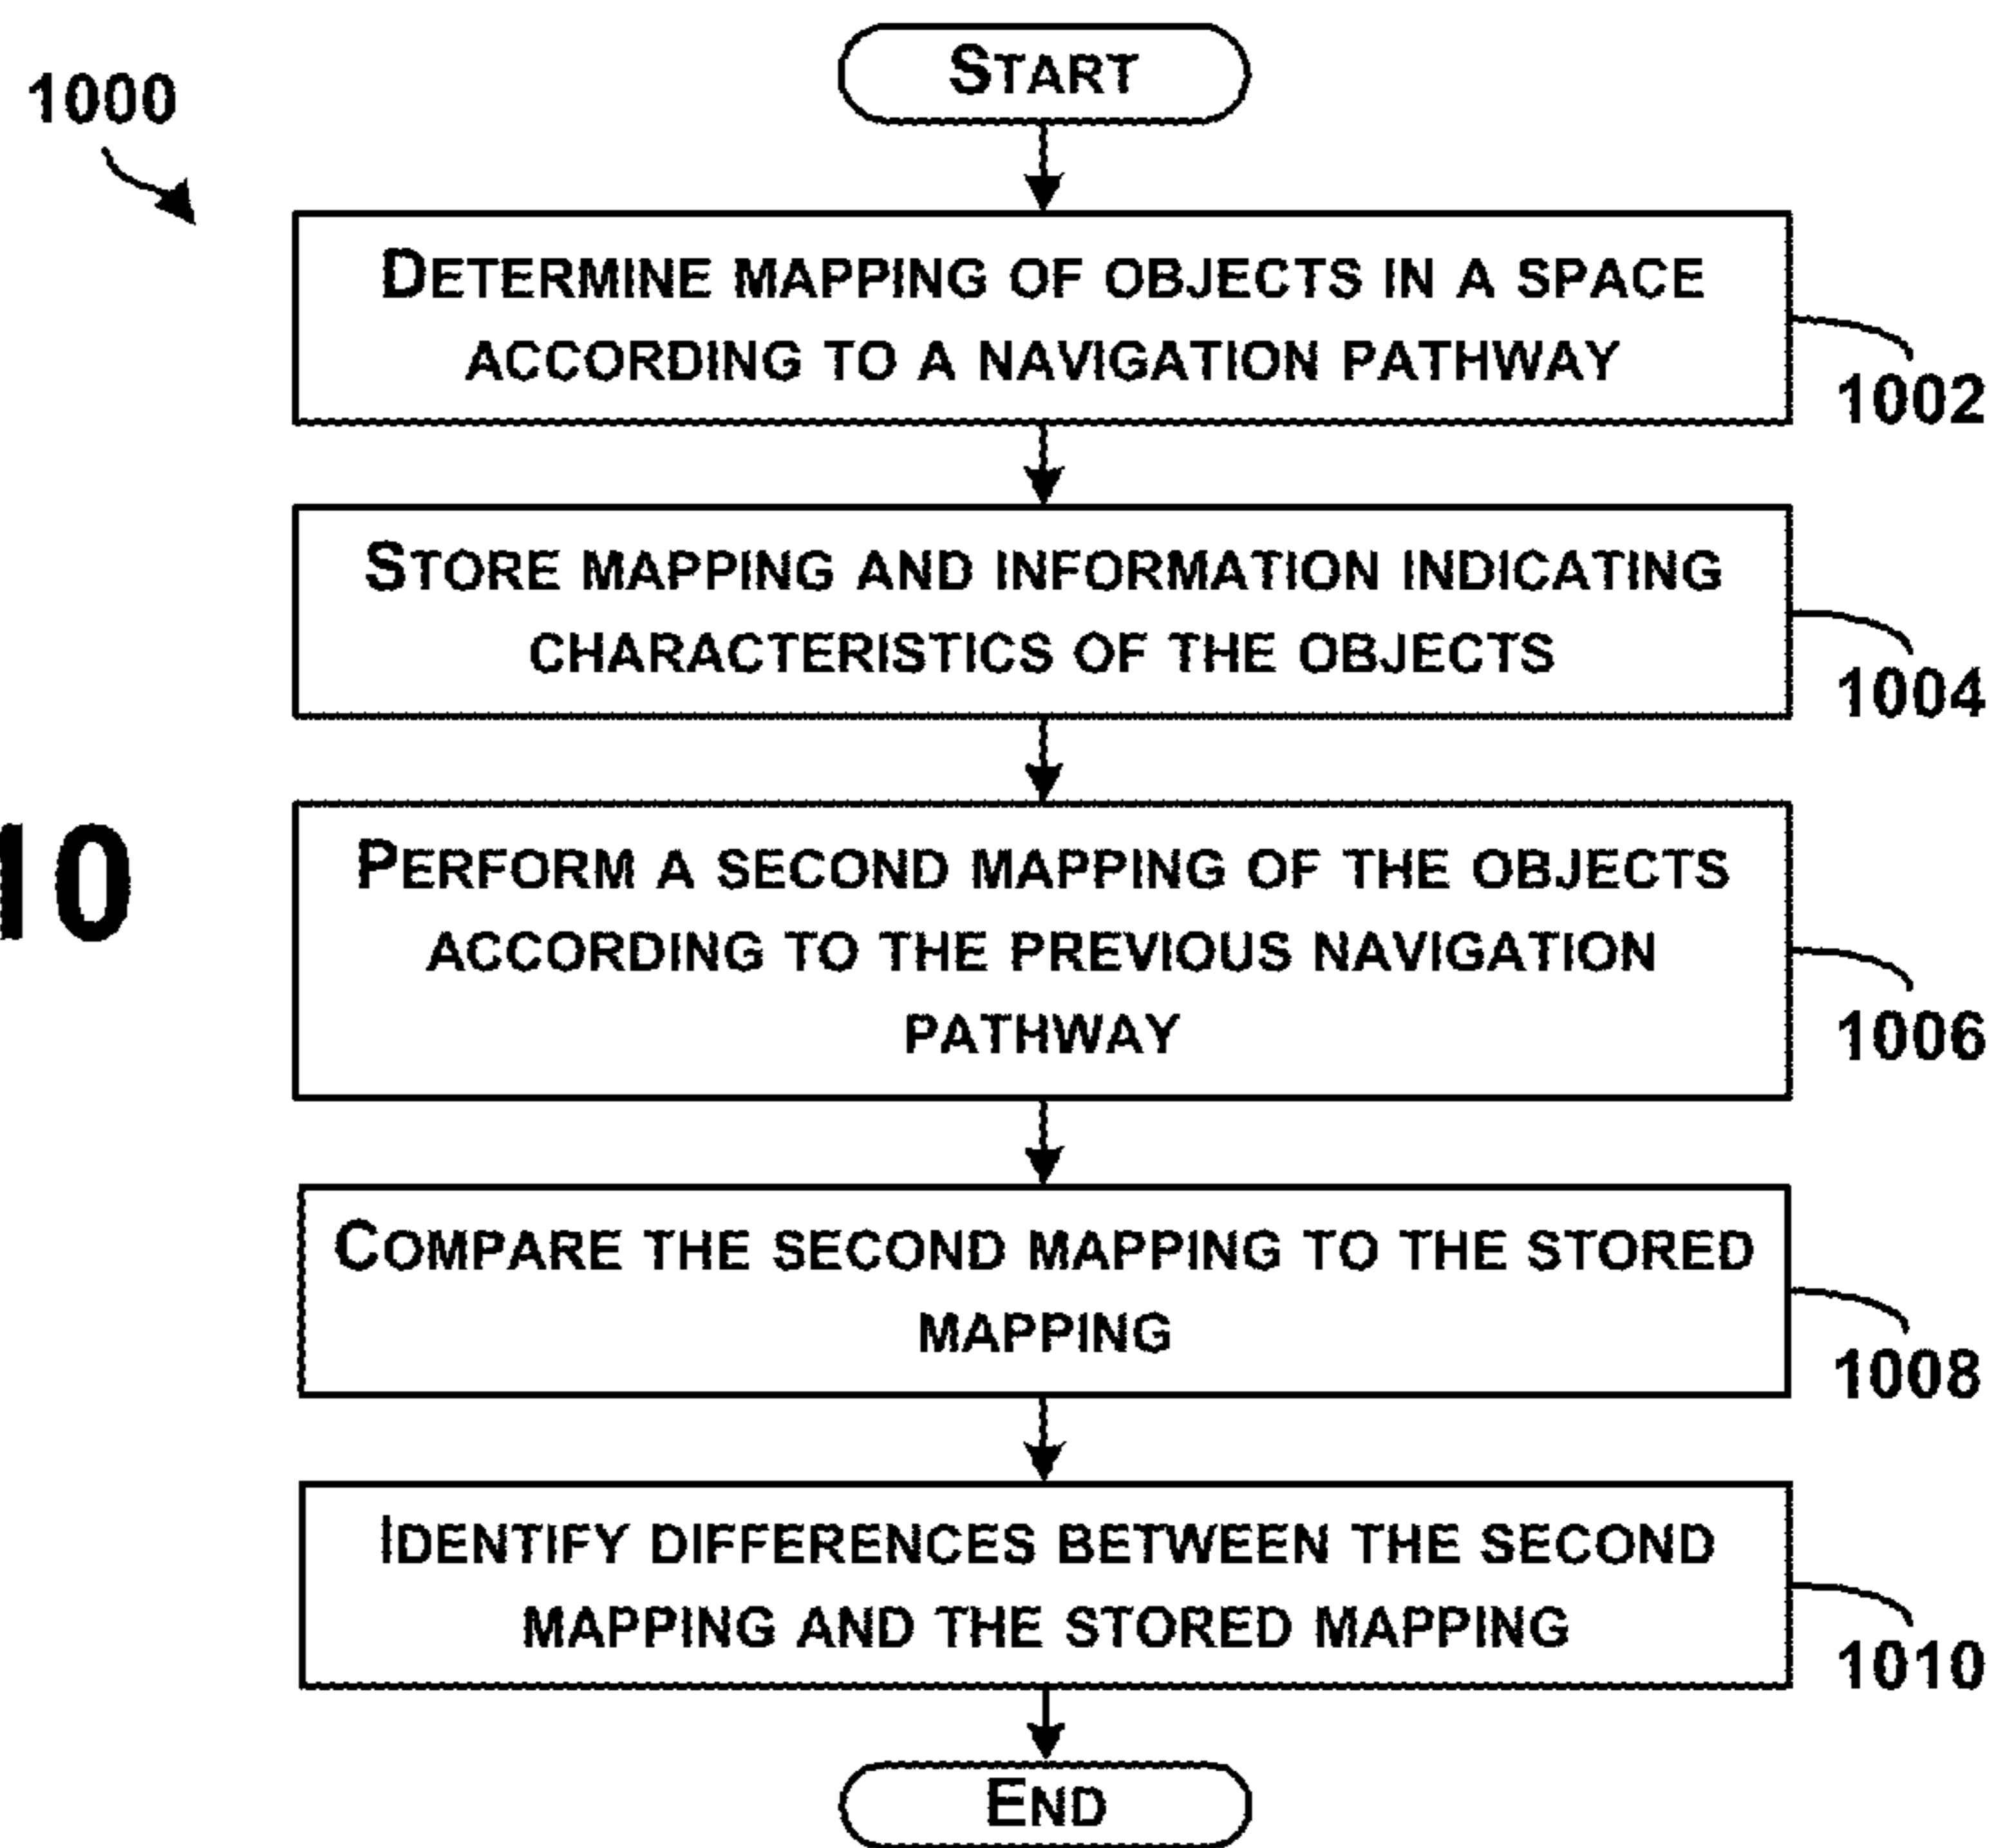 START
1000
DETERMINE MAPPING OF OBJECTS IN A SPACE
ACCORDING TO A NAVIGATION PATHWAY
1002
STORE MAPPING AND INFORMATION INDICATING
CHARACTERISTICS OF THE OBJECTS
1004
10
PERFORM A SECOND MAPPING OF THE OBJECTS
ACCORDING TO THE PREVIOUS NAVIGATION
PATHWAY
1006
COMPARE THE SECOND MAPPING TO THE STORED
MAPPING
1008
IDENTIFY DIFFERENCES BETWEEN THE SECOND
MAPPING AND THE STORED MAPPING
1010
END